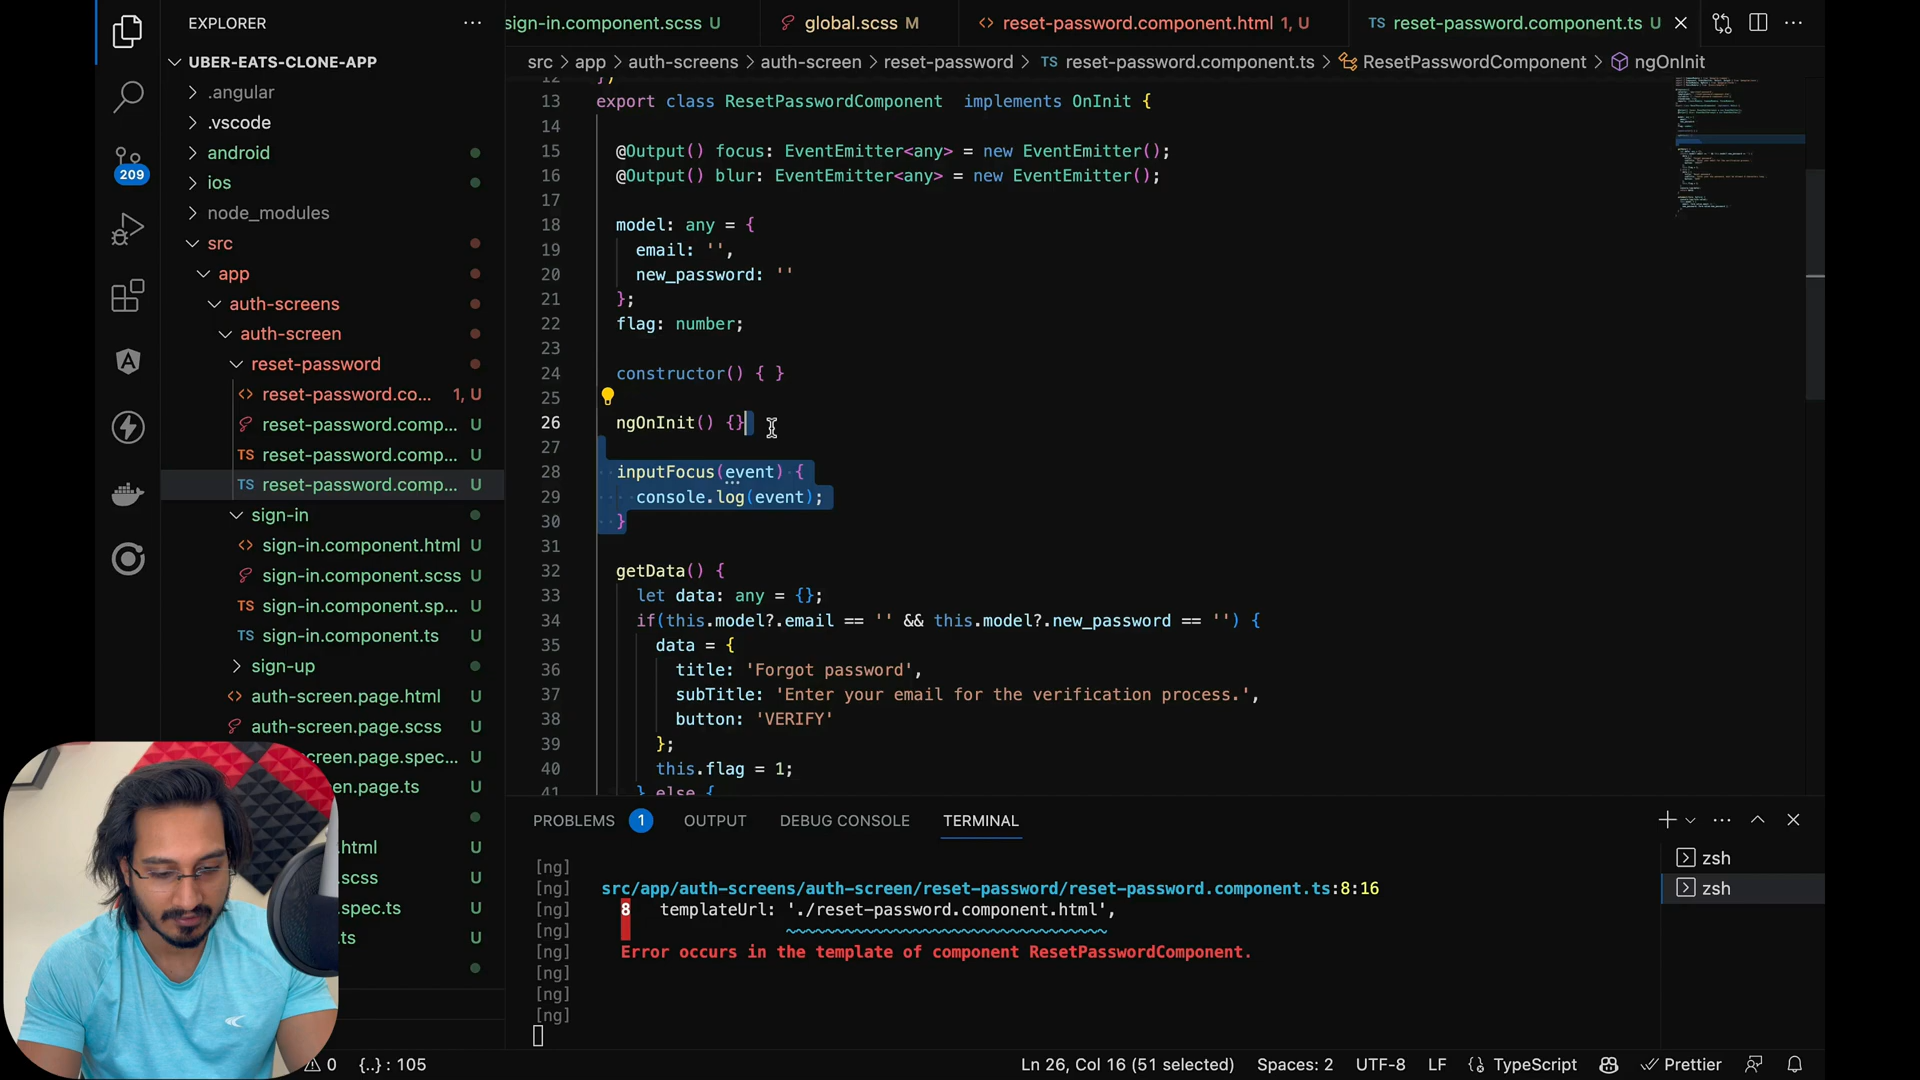 EXPLORER
UBER-EATS-CLONE-APP
.angular
.vscode
android
ios
node_modules
src
app
auth-screens
auth-screen
reset-password
reset-password.co... 1, U
reset-password.comp... U
reset-password.comp... U
reset-password.comp... U
sign-in
sign-in.component.html U
sign-in.component.scss U
sign-in.component.sp... U
sign-in.component.ts U
sign-up
auth-screen.page.html U
auth-screen.page.scss U
screen.page.spec... U
en.page.ts U
.html U
.scss U
.spec.ts U
.ts U
209
sign-in.component.scss U
global.scss M
reset-password.component.html 1, U
TS reset-password.component.ts U
src > app > auth-screens > auth-screen > reset-password > TS reset-password.component.ts > ResetPasswordComponent > ngOnInit
12 })
13 export class ResetPasswordComponent  implements OnInit {
14
15 @Output() focus: EventEmitter<any> = new EventEmitter();
16 @Output() blur: EventEmitter<any> = new EventEmitter();
17
18 model: any = {
19 email: '',
20 new_password: ''
21 };
22 flag: number;
23
24 constructor() { }
25
26 ngOnInit() {}
27
28 inputFocus(event) {
29 console.log(event);
30 }
31
32 getData() {
33 let data: any = {};
34 if(this.model?.email == '' && this.model?.new_password == '') {
35 data = {
36 title: 'Forgot password',
37 subTitle: 'Enter your email for the verification process.',
38 button: 'VERIFY'
39 };
40 this.flag = 1;
41 } else {
PROBLEMS 1 OUTPUT DEBUG CONSOLE TERMINAL
[ng]
[ng] src/app/auth-screens/auth-screen/reset-password/reset-password.component.ts:8:16
[ng] 8 templateUrl: './reset-password.component.html',
[ng] ~~~~~~~~~~~~~~~~~~~~~~~~~~~~~~~~
[ng] Error occurs in the template of component ResetPasswordComponent.
[ng]
[ng]
[ng]
zsh
zsh
0 {..} : 105
Ln 26, Col 16 (51 selected) Spaces: 2 UTF-8 LF TypeScript Prettier